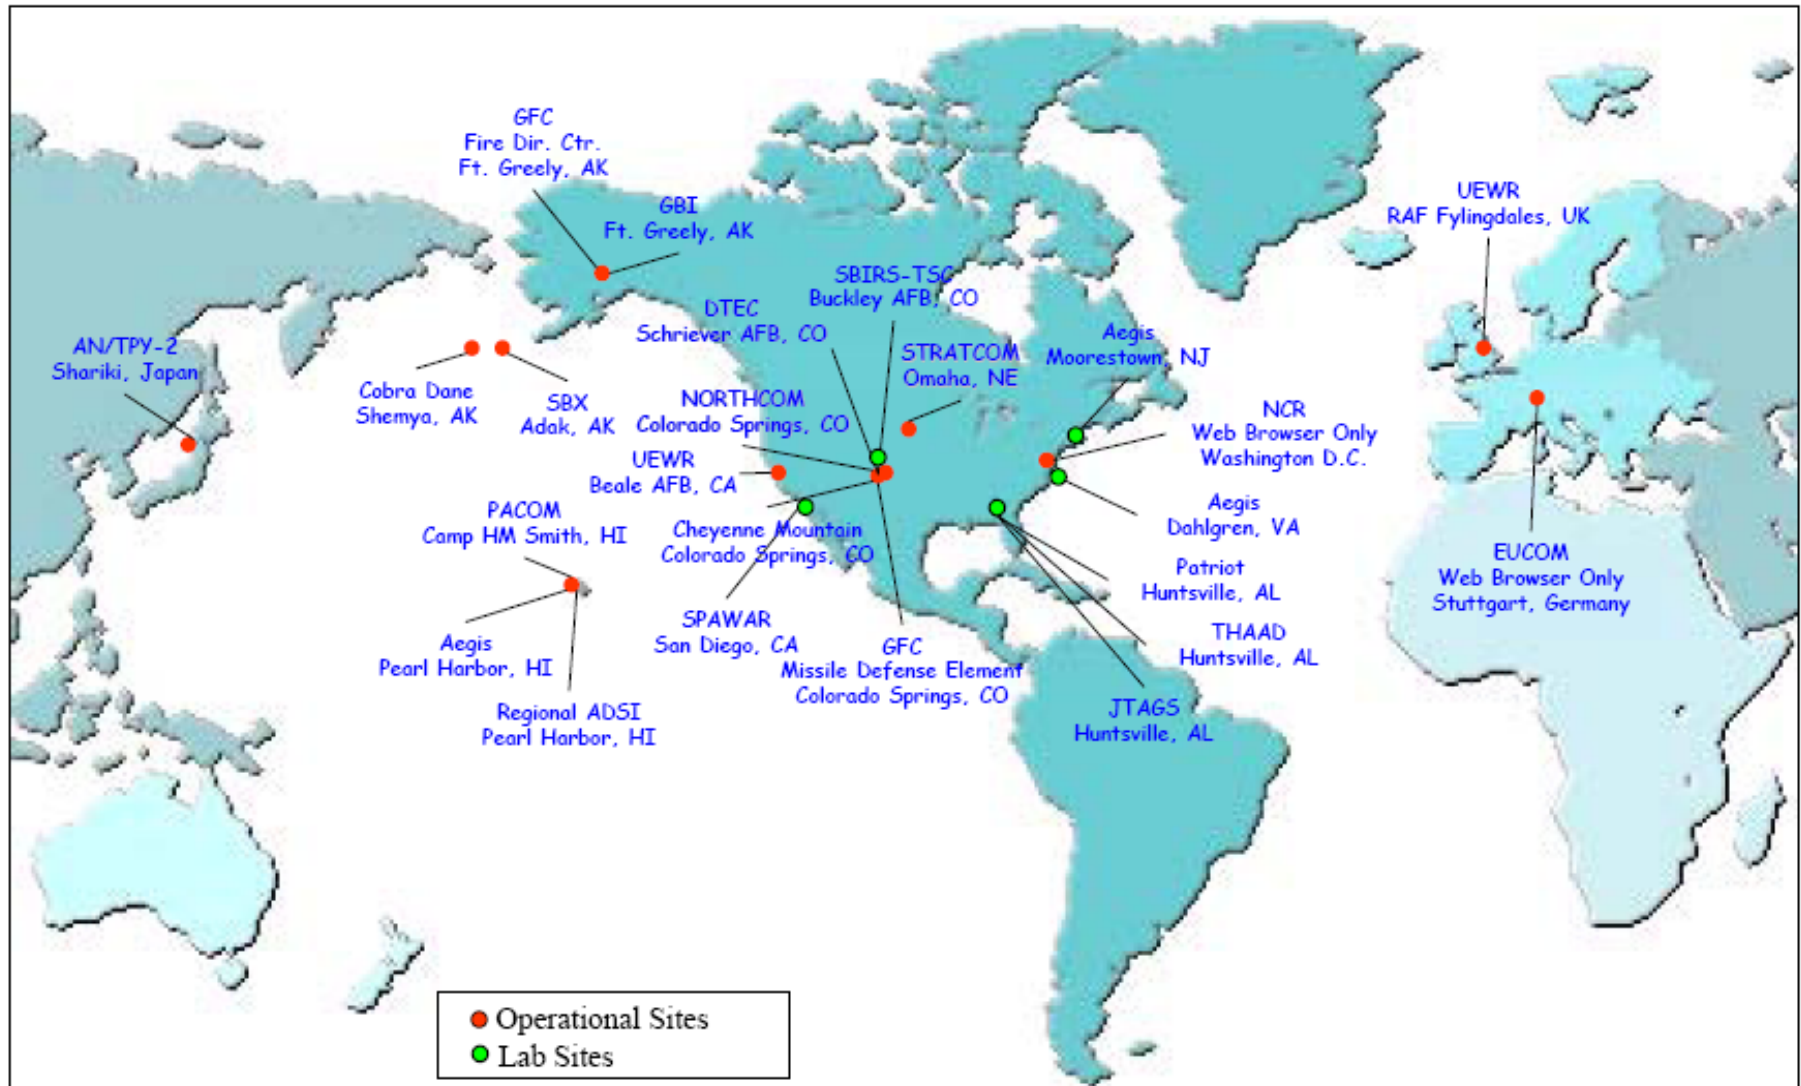 GFC
Fire Dir. Ctr.
Ft. Greely, AK
GBI
Ft. Greely, AK
UEWR
RAF Fylingdales, UK
SBIRS-TSC
Buckley AFB, CO
DTEC
Schriever AFB, CO
AN/TPY-2
Shariki, Japan
Aegis
Moorestown, NJ
STRATCOM
Omaha, NE
Cobra Dane
Shemya, AK
SBX
Adak, AK
NORTHCOM
Colorado Springs, CO
NCR
Web Browser Only
Washington D.C.
UEWR
Beale AFB, CA
PACOM
Camp HM Smith, HI
Cheyenne Mountain
Colorado Springs, CO
Aegis
Dahlgren, VA
EUCOM
Web Browser Only
Stuttgart, Germany
Patriot
Huntsville, AL
SPAWAR
San Diego, CA
THAAD
Huntsville, AL
Aegis
Pearl Harbor, HI
GFC
Missile Defense Element
Colorado Springs, CO
Regional ADSI
Pearl Harbor, HI
JTAGS
Huntsville, AL
Operational Sites
Lab Sites